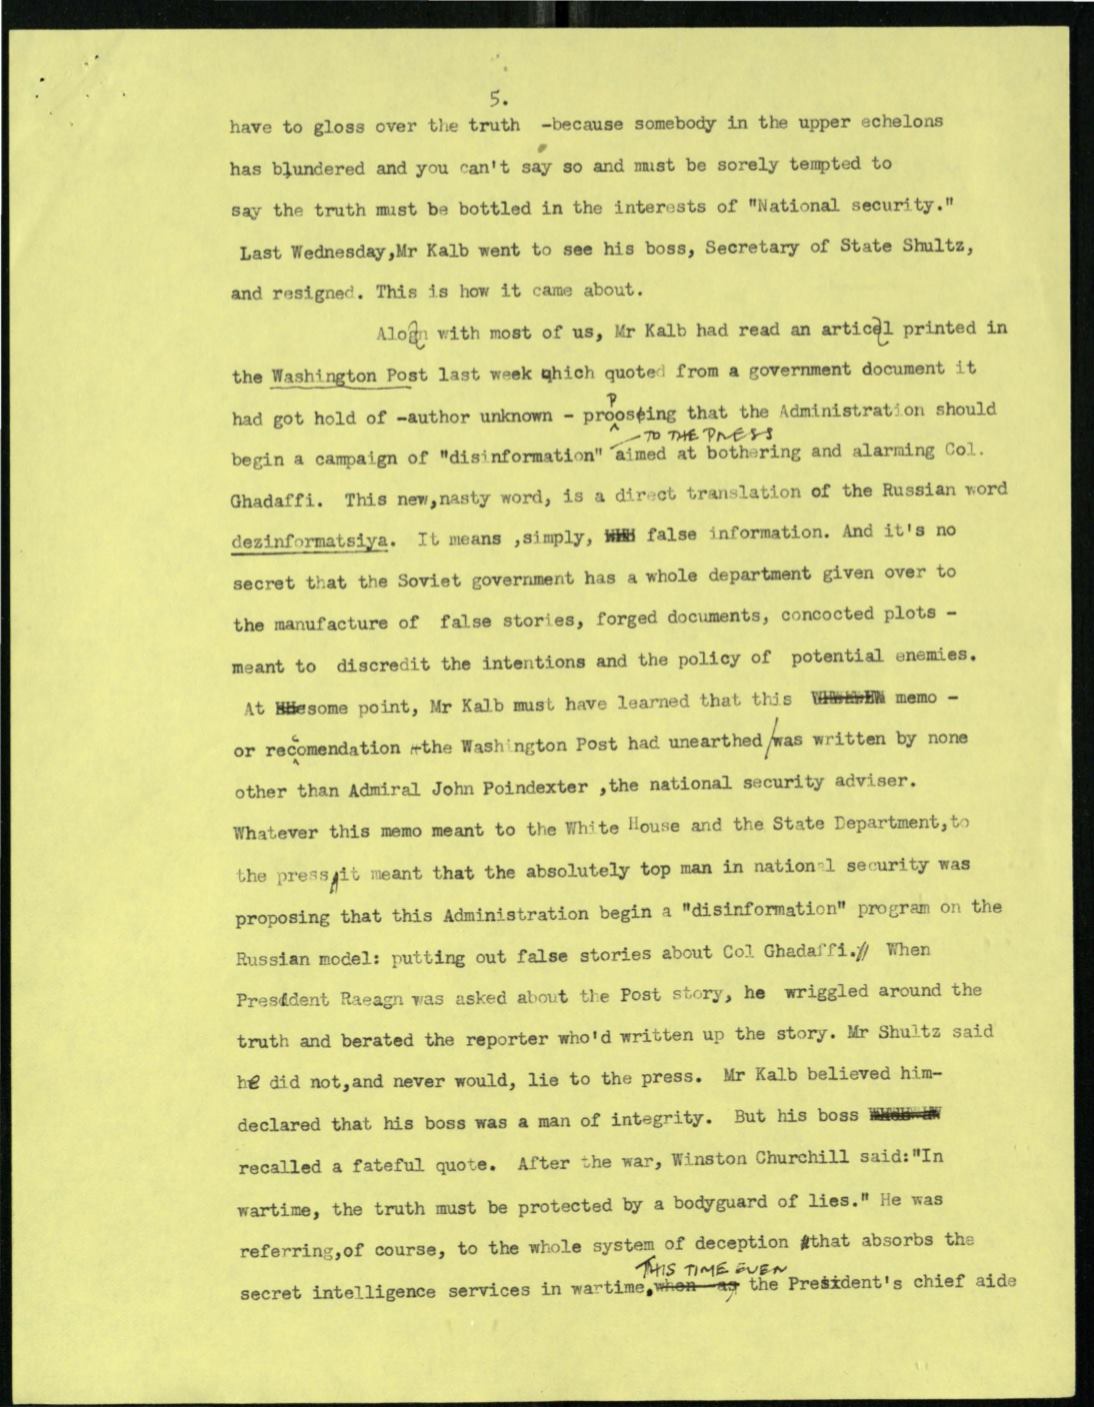 5.
have to gloss over the truth -because somebody in the upper echelons
has blundered and you can't say so and must be sorely tempted to
say the truth must be bottled in the interests of "National security."
Last Wednesday,Mr Kalb went to see his boss, Secretary of State Shultz,
and resigned. This is how it came about.
Alogn with most of us, Mr Kalb had read an articel printed in
the Washington Post last week which quoted from a government document it
had got hold of -author unknown - proposing that the Administration should
TO THE PRESS
begin a campaign of "disinformation" aimed at bothering and alarming Col.
Ghadaffi. This new,nasty word, is a direct translation of the Russian word
dezinformatsiya. It means ,simply, false information. And it's no
secret that the Soviet government has a whole department given over to
the manufacture of false stories, forged documents, concocted plots -
meant to discredit the intentions and the policy of potential enemies.
At some point, Mr Kalb must have learned that this memo -
or reccomendation -the Washington Post had unearthed/was written by none
other than Admiral John Poindexter ,the national security adviser.
Whatever this memo meant to the White House and the State Department,to
the press,it meant that the absolutely top man in national security was
proposing that this Administration begin a "disinformation" program on the
Russian model: putting out false stories about Col Ghadaffi.// When
President Raeagn was asked about the Post story, he wriggled around the
truth and berated the reporter who'd written up the story. Mr Shultz said
he did not,and never would, lie to the press. Mr Kalb believed him-
declared that his boss was a man of integrity. But his boss
recalled a fateful quote. After the war, Winston Churchill said:"In
wartime, the truth must be protected by a bodyguard of lies." He was
referring,of course, to the whole system of deception that absorbs the
THIS TIME EVEN
secret intelligence services in wartime. when as the President's chief aide